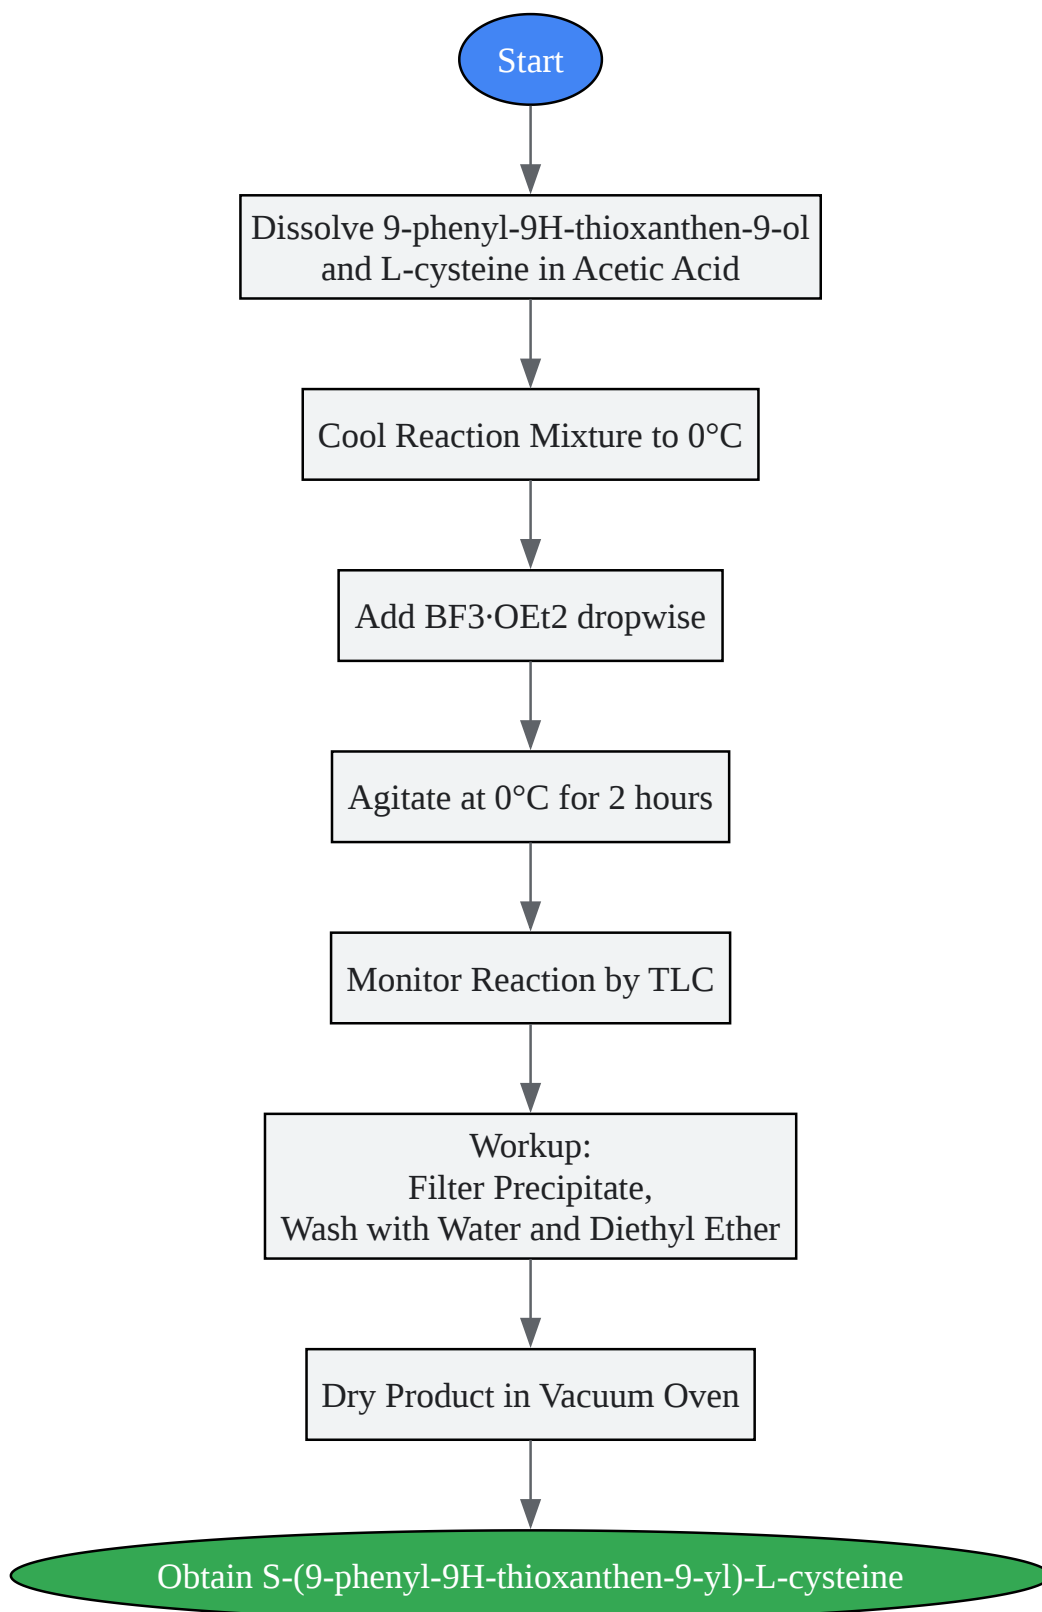 Start
Dissolve 9-phenyl-9H-thioxanthen-9-ol
and L-cysteine in Acetic Acid
Cool Reaction Mixture to 0°C
Add BF3·OEt2 dropwise
Agitate at 0°C for 2 hours
Monitor Reaction by TLC
Workup:
Filter Precipitate,
Wash with Water and Diethyl Ether
Dry Product in Vacuum Oven
Obtain S-(9-phenyl-9H-thioxanthen-9-yl)-L-cysteine